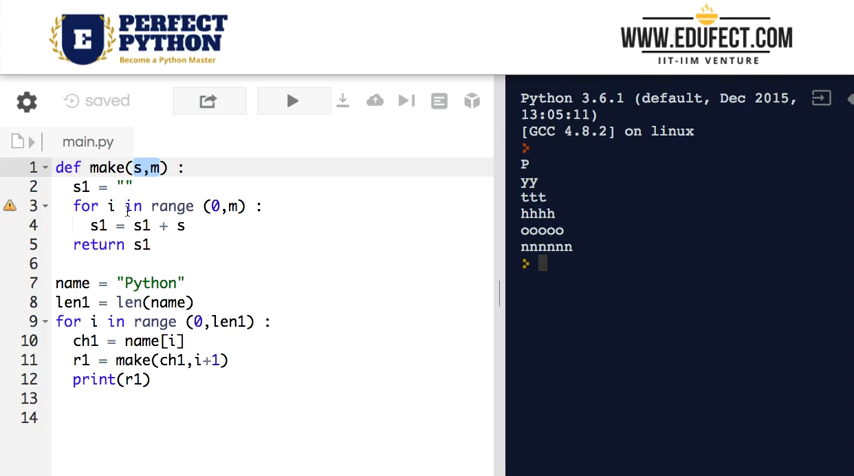 E PERFECT
PYTHON
Become a Python Master
WWW.EDUFECT.COM
IIT-IIM VENTURE
saved
main.py
1 def make(s,m) :
2 s1 = ""
3 for i in range (0,m) :
4 s1 = s1 + s
5 return s1
6
7 name = "Python"
8 len1 = len(name)
9 for i in range (0,len1) :
10 ch1 = name[i]
11 r1 = make(ch1,i+1)
12 print(r1)
13
14
Python 3.6.1 (default, Dec 2015,
13:05:11)
[GCC 4.8.2] on linux
P
yy
ttt
hhhh
ooooo
nnnnnn